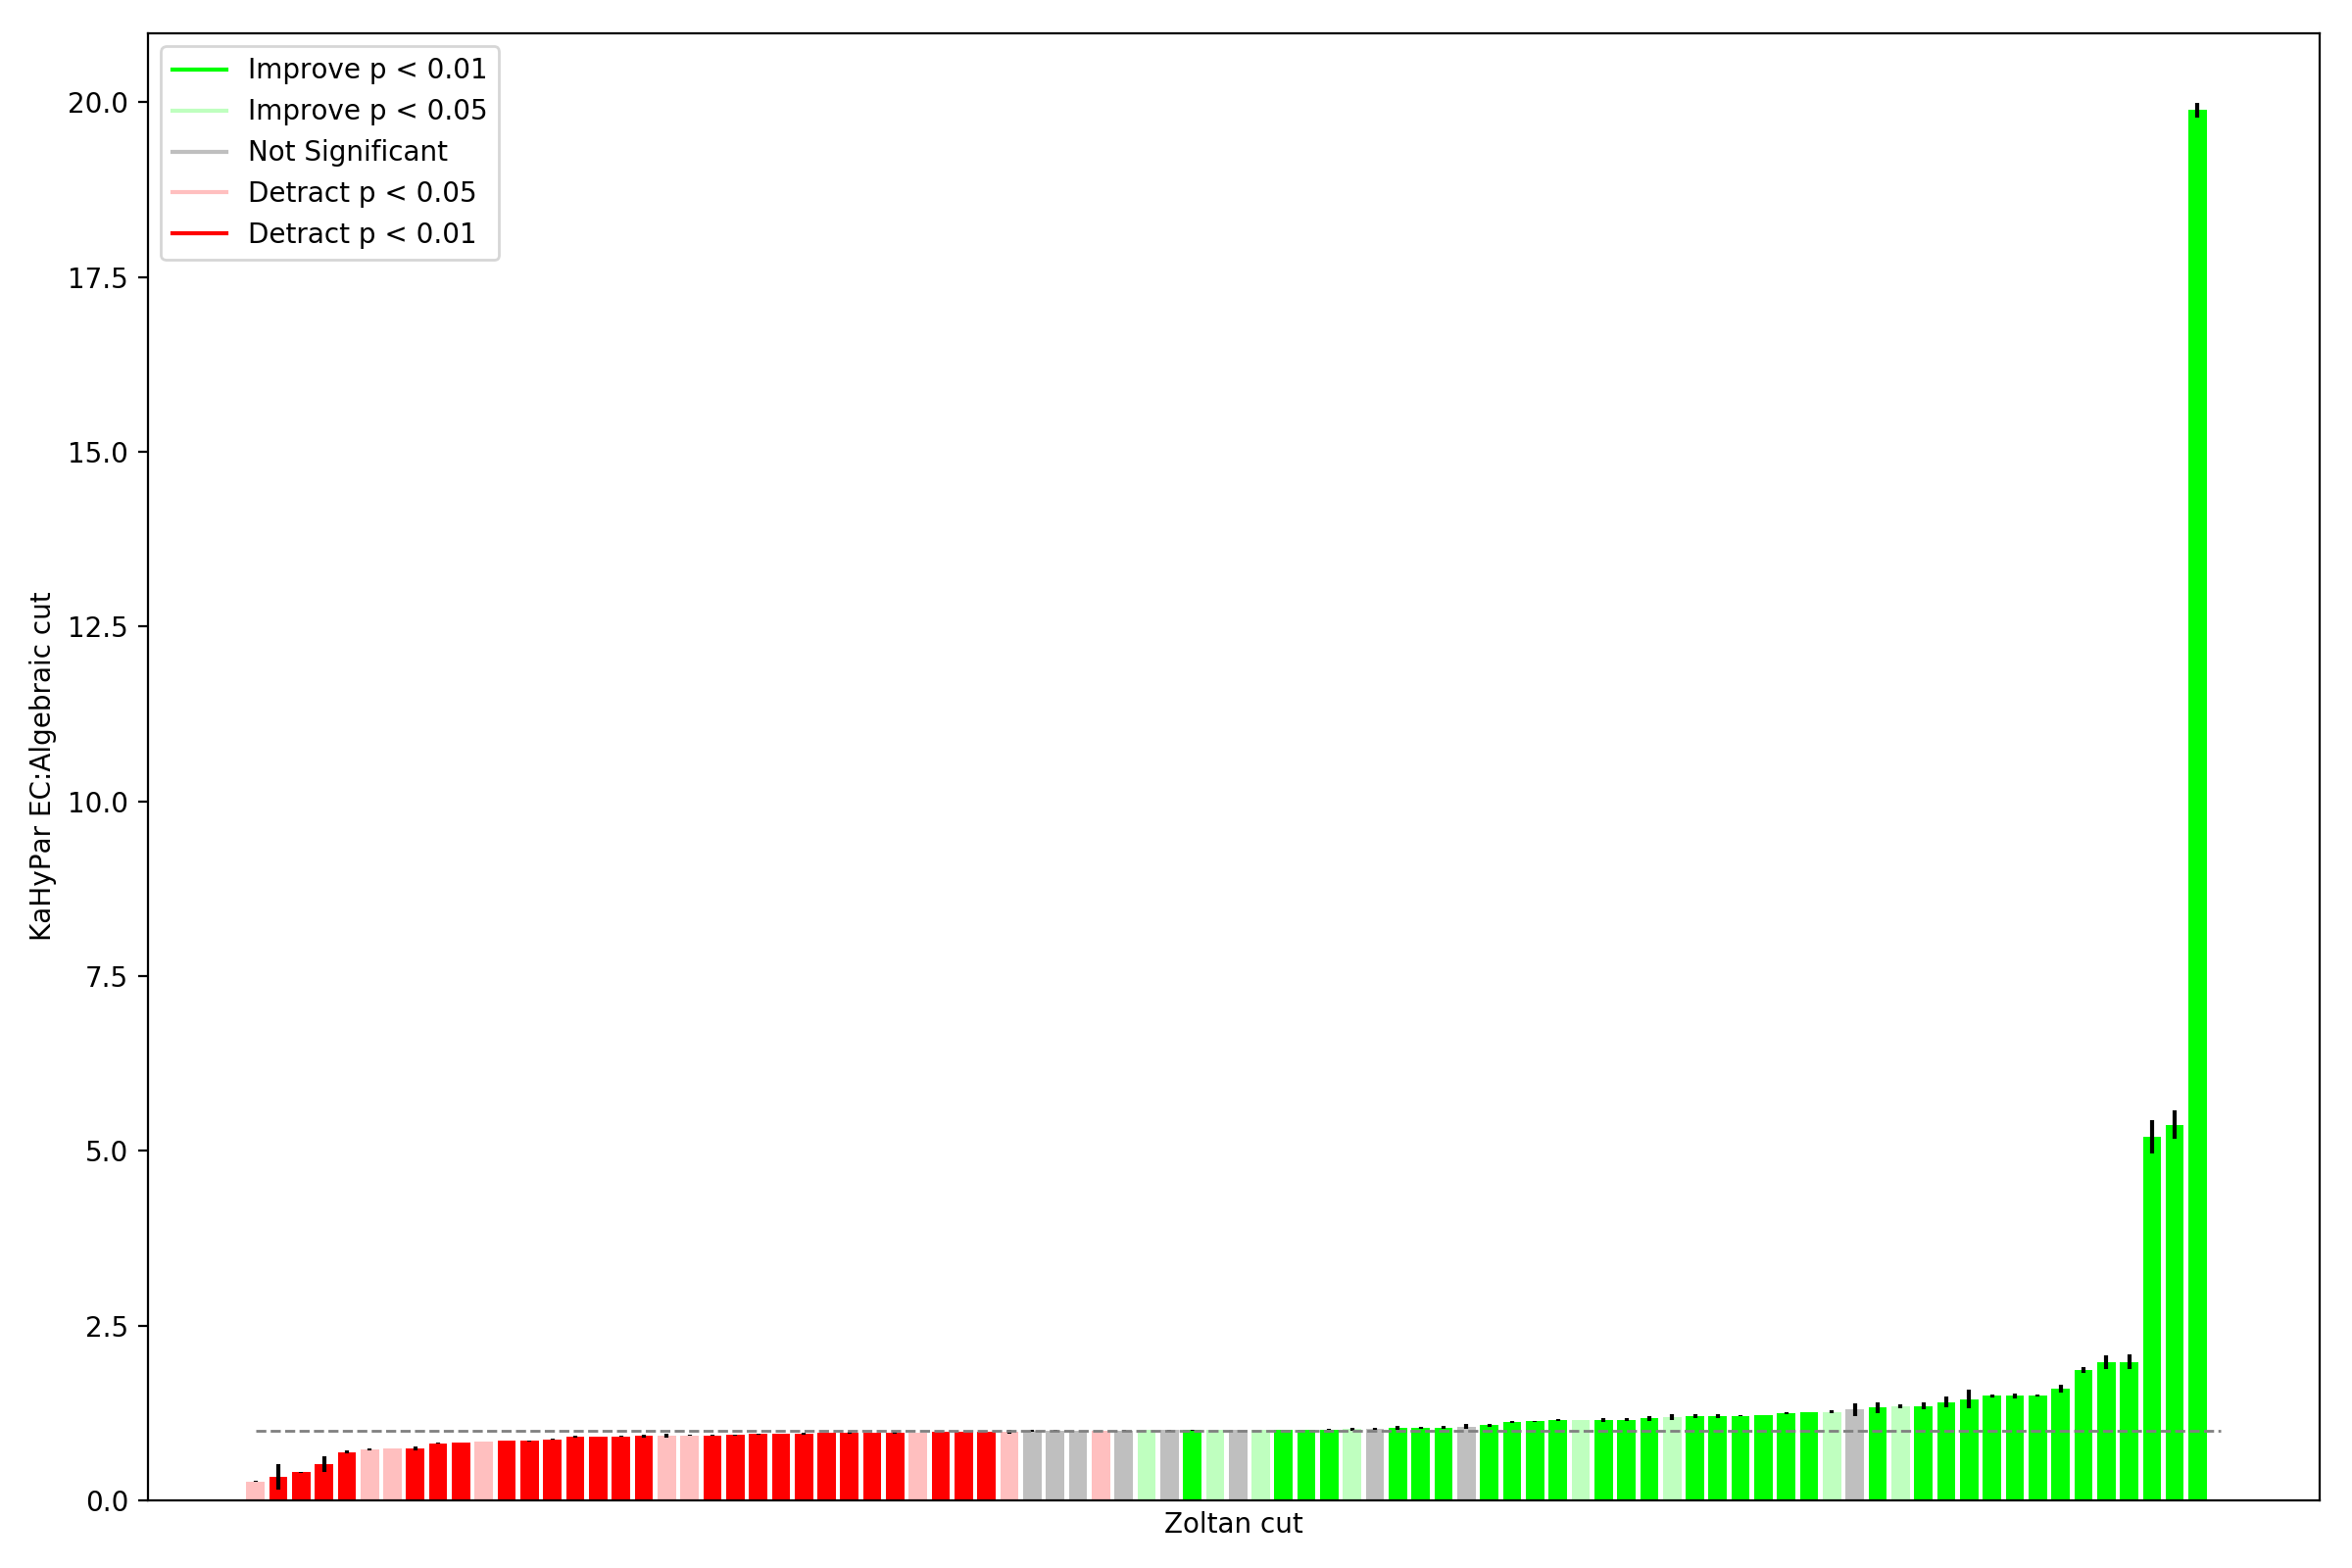 Improve p < 0.01
Improve p < 0.05
Not Significant
Detract p < 0.05
Detract p < 0.01
20.0
17.5
15.0
12.5
10.0
7.5
5.0
2.5
0.0
KaHyPar EC:Algebraic cut
Zoltan cut